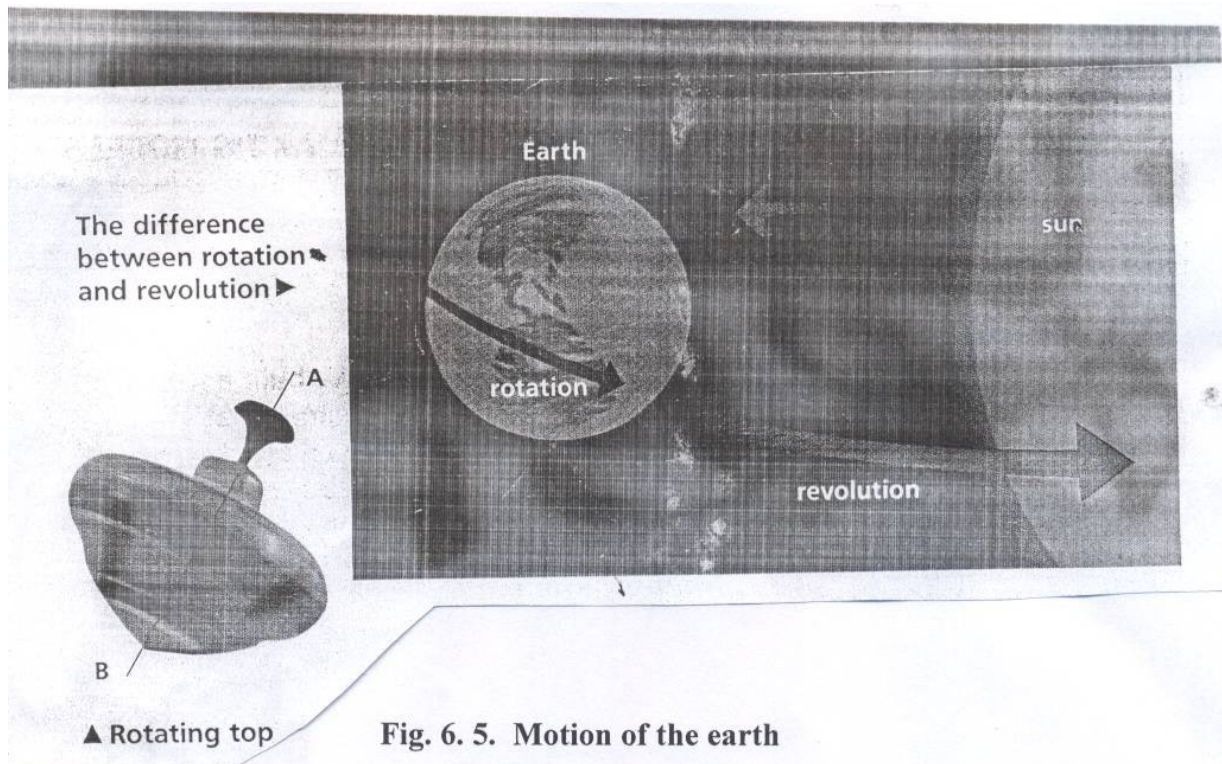 The difference
between rotation
and revolution ►
A
B
▲ Rotating top
Earth
sun
rotation
revolution
Fig. 6. 5. Motion of the earth